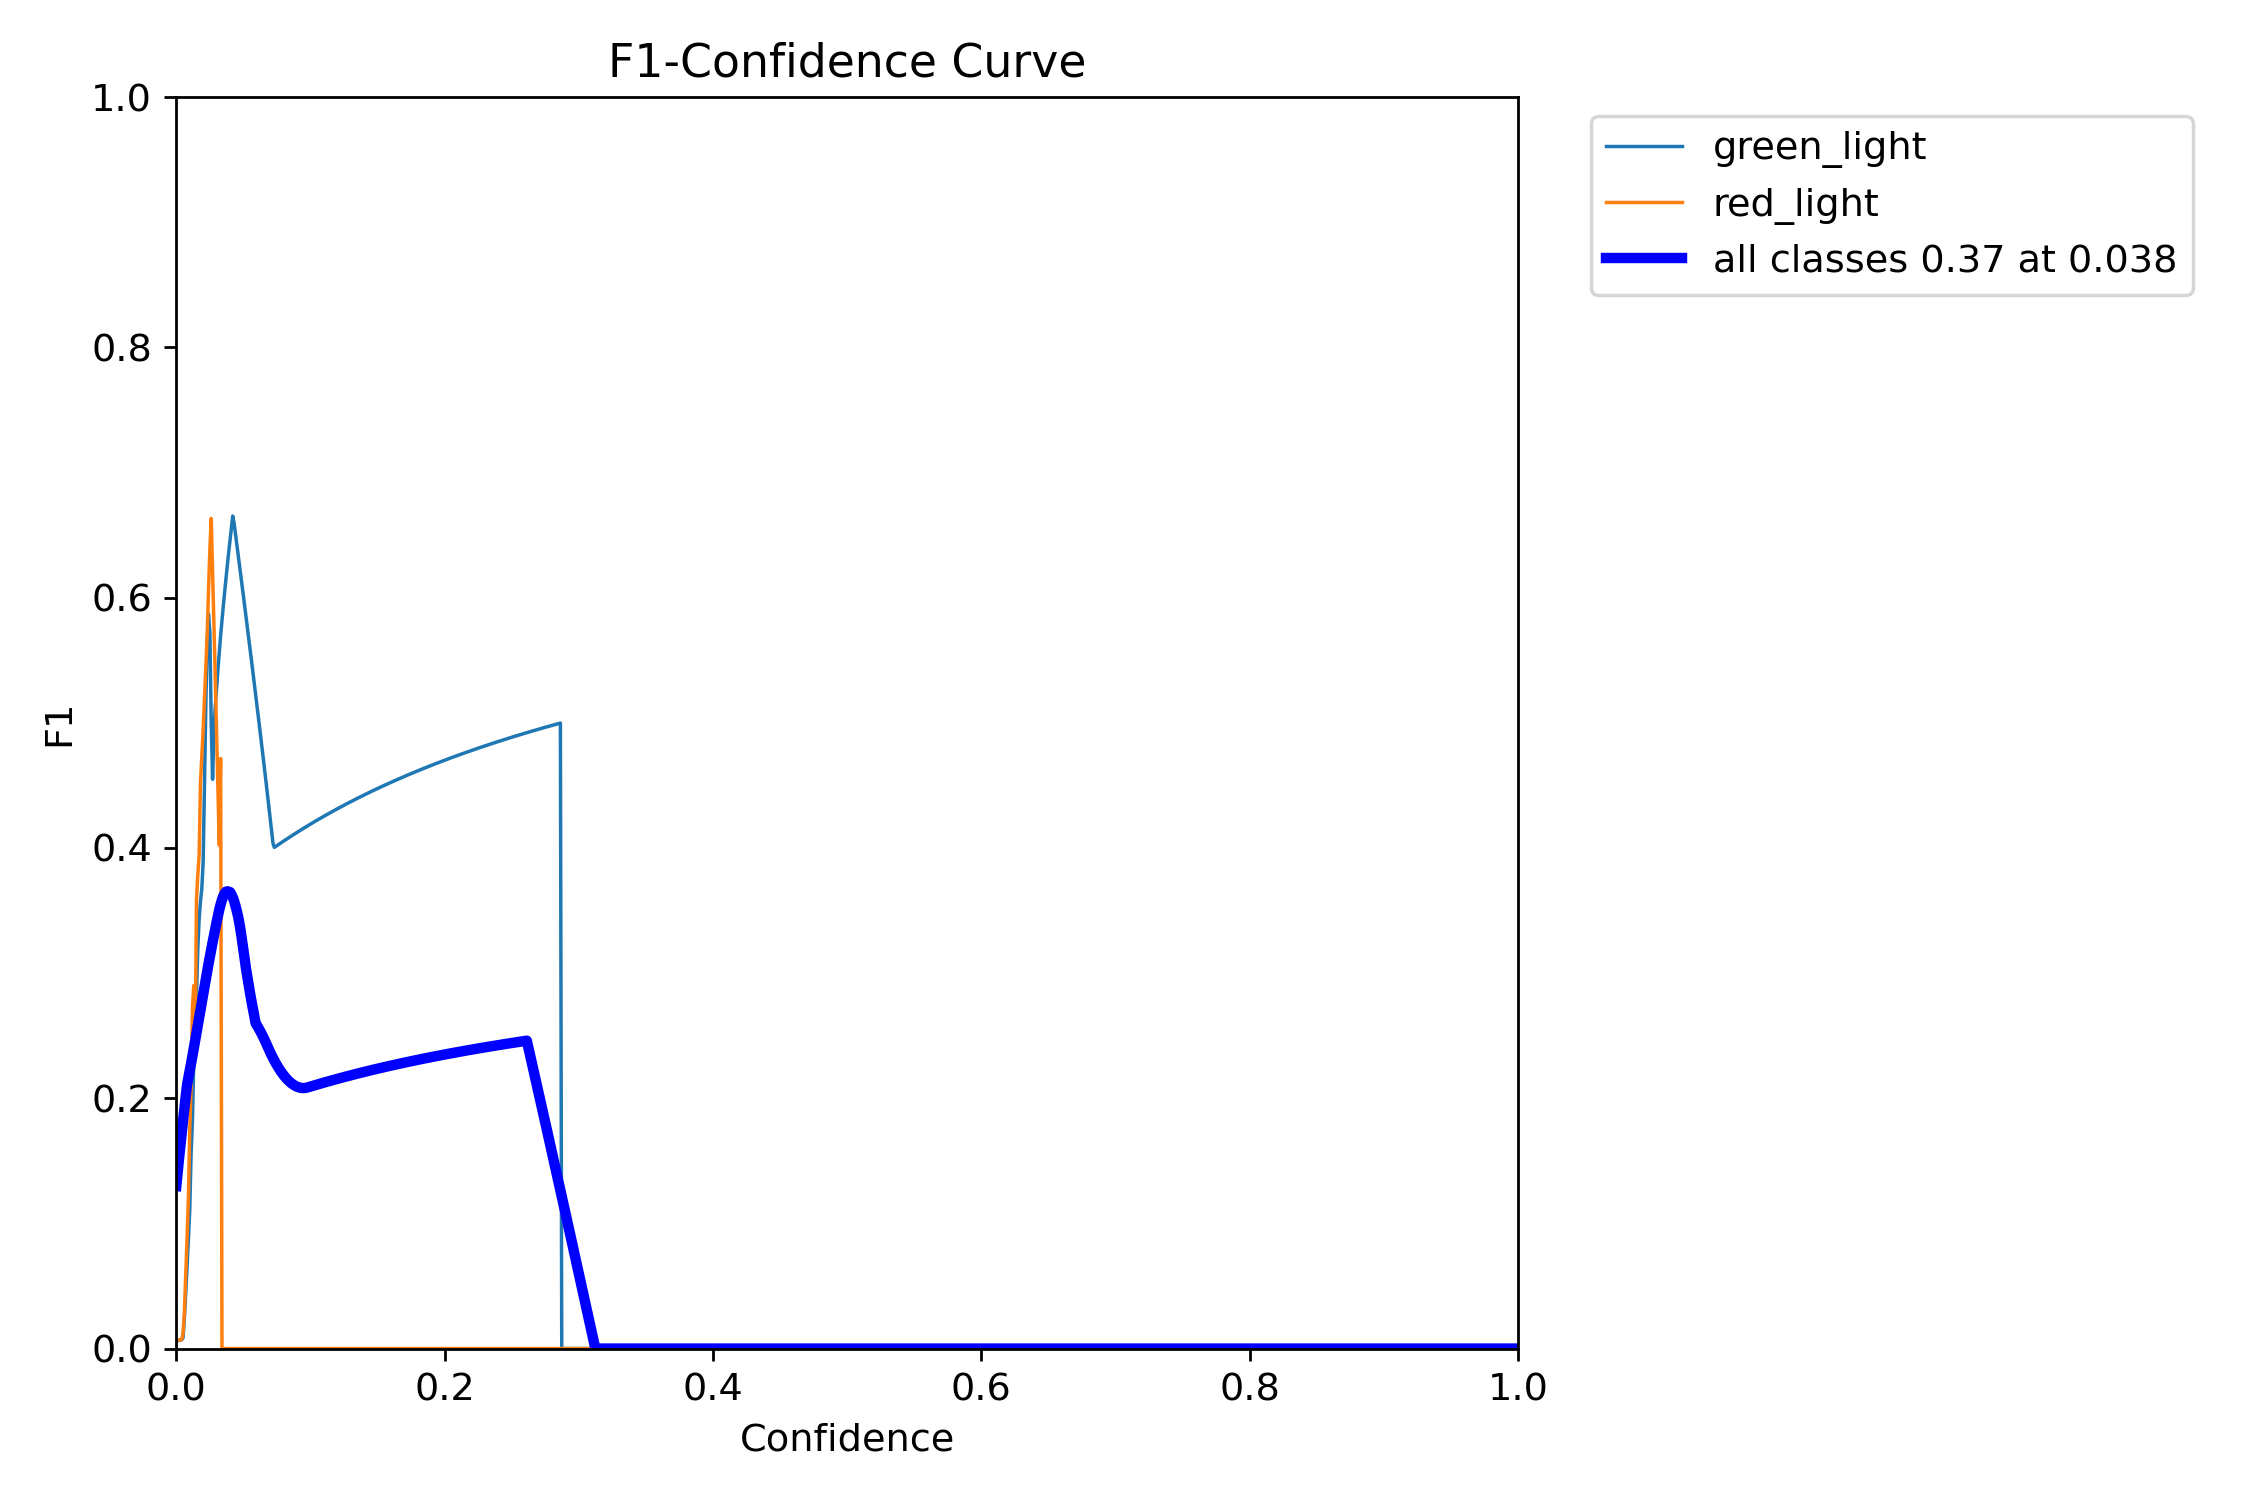 F1-Confidence Curve
green_light
red_light
all classes 0.37 at 0.038
1.0
0.8
0.6
0.4
0.2
0.0
F1
0.0 0.2 0.4 0.6 0.8 1.0
Confidence